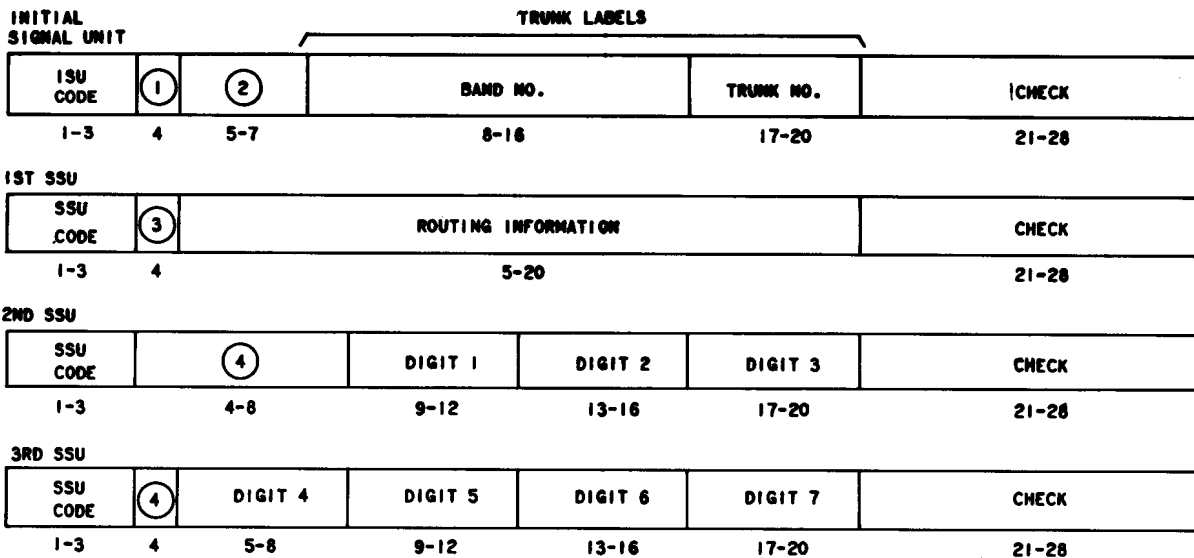 INITIAL
SIGNAL UNIT
TRUNK LABELS
ISU
CODE
1
2
BAND NO.
TRUNK NO.
CHECK
1-3 4 5-7 8-16 17-20 21-28
1ST SSU
SSU
CODE
3
ROUTING INFORMATION
CHECK
1-3 4 5-20 21-28
2ND SSU
SSU
CODE
4
DIGIT 1
DIGIT 2
DIGIT 3
CHECK
1-3 4-8 9-12 13-16 17-20 21-28
3RD SSU
SSU
CODE
4
DIGIT 4
DIGIT 5
DIGIT 6
DIGIT 7
CHECK
1-3 4 5-8 9-12 13-16 17-20 21-28